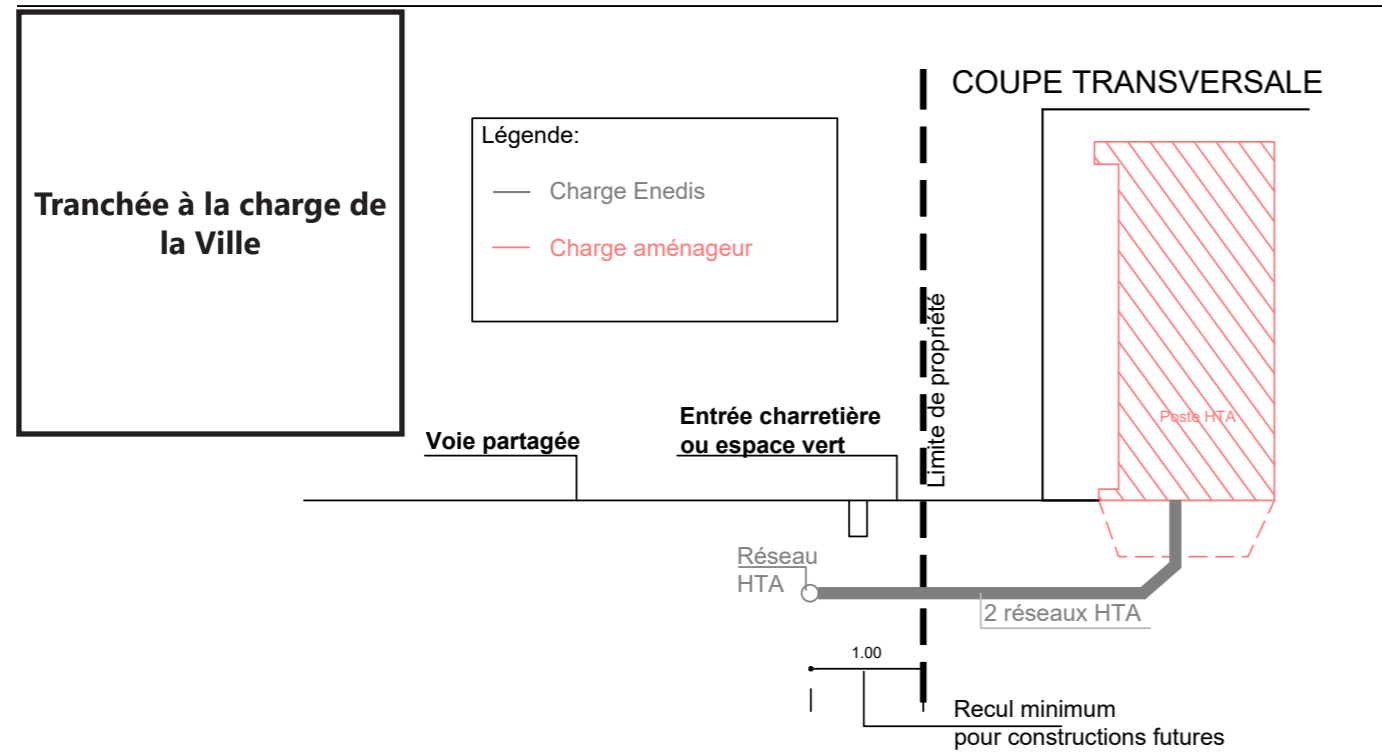 COUPE TRANSVERSALE
Tranchée à la charge de
la Ville
Légende:
Charge Enedis
Charge aménageur
Limite de propriété
Poste HTA
Voie partagée
Entrée charretière
ou espace vert
Réseau
HTA
2 réseaux HTA
1.00
Recul minimum
pour constructions futures